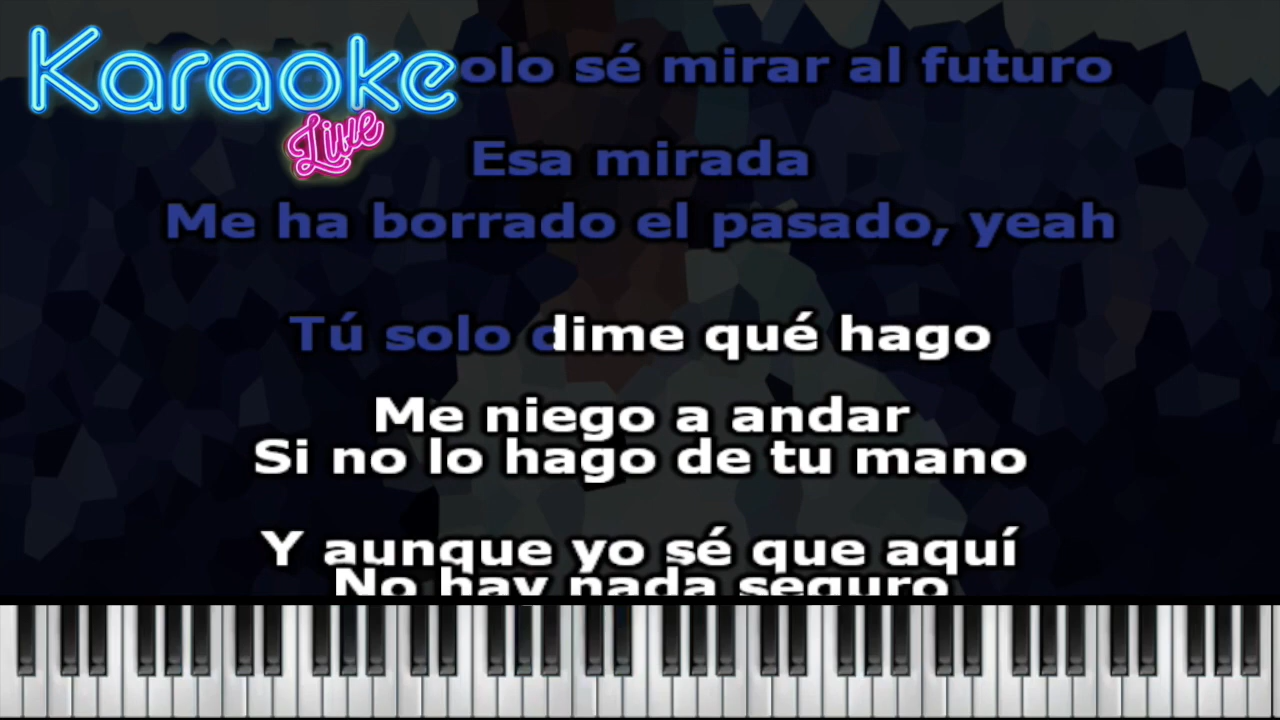 Karaoke
Live
olo sé mirar al futuro
Esa mirada
Me ha borrado el pasado, yeah
Tú solo dime qué hago
Me niego a andar
Si no lo hago de tu mano
Y aunque yo sé que aquí
No hay nada seguro